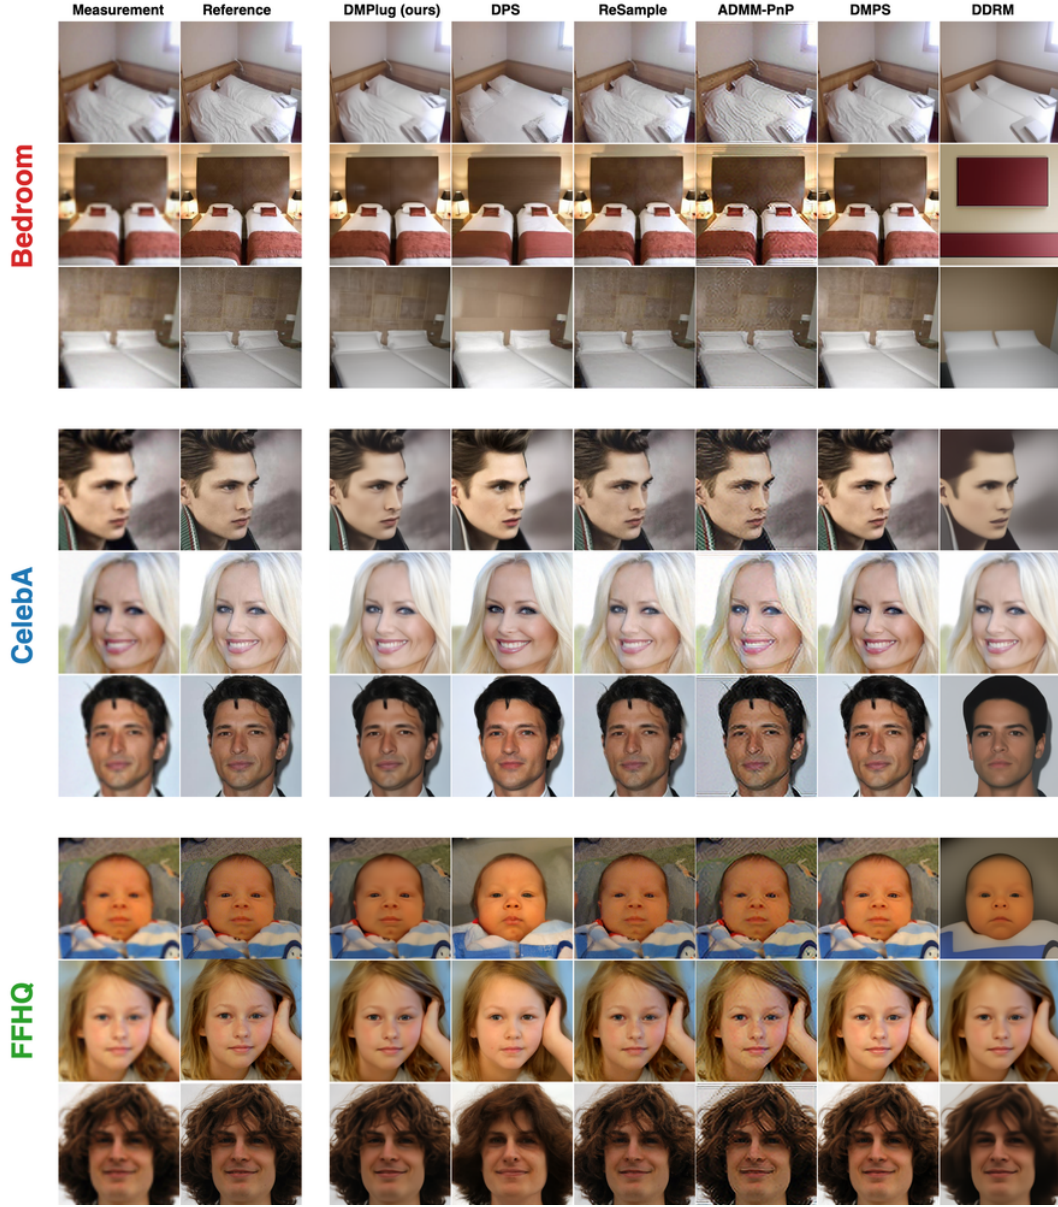 Measurement Reference DMPlug (ours) DPS ReSample ADMM-PnP DMPS DDRM
Bedroom
CelebA
FFHQ